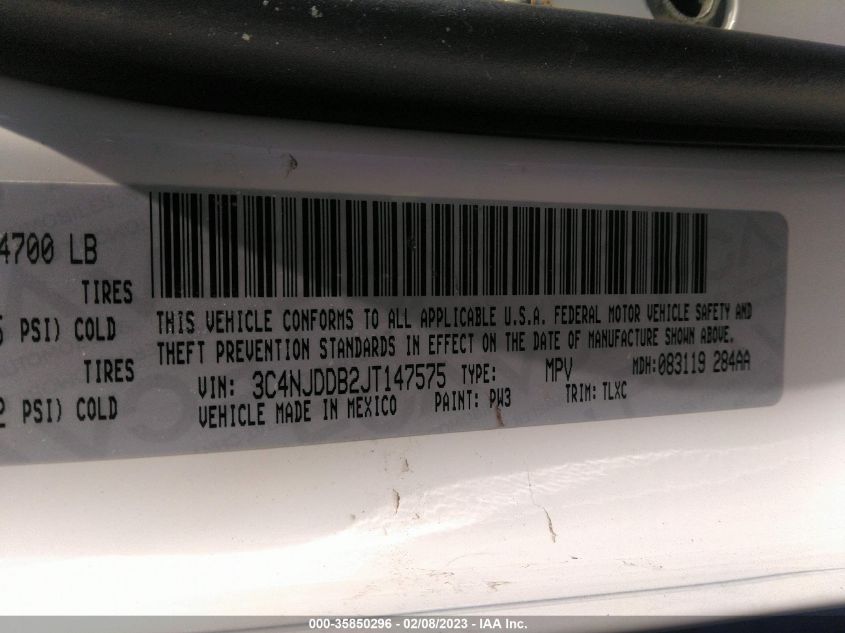 4700 LB
TIRES
5 PSI) COLD
TIRES
2 PSI) COLD
THIS VEHICLE CONFORMS TO ALL APPLICABLE U.S.A. FEDERAL MOTOR VEHICLE SAFETY AND
THEFT PREVENTION STANDARDS IN EFFECT ON THE DATE OF MANUFACTURE SHOWN ABOVE.
VIN: 3C4NJDDB2JT147575 TYPE: MPV MDH: 083119 284AA
VEHICLE MADE IN MEXICO PAINT: PW3 TRIM: TLXC
000-35850296 - 02/08/2023 - IAA Inc.